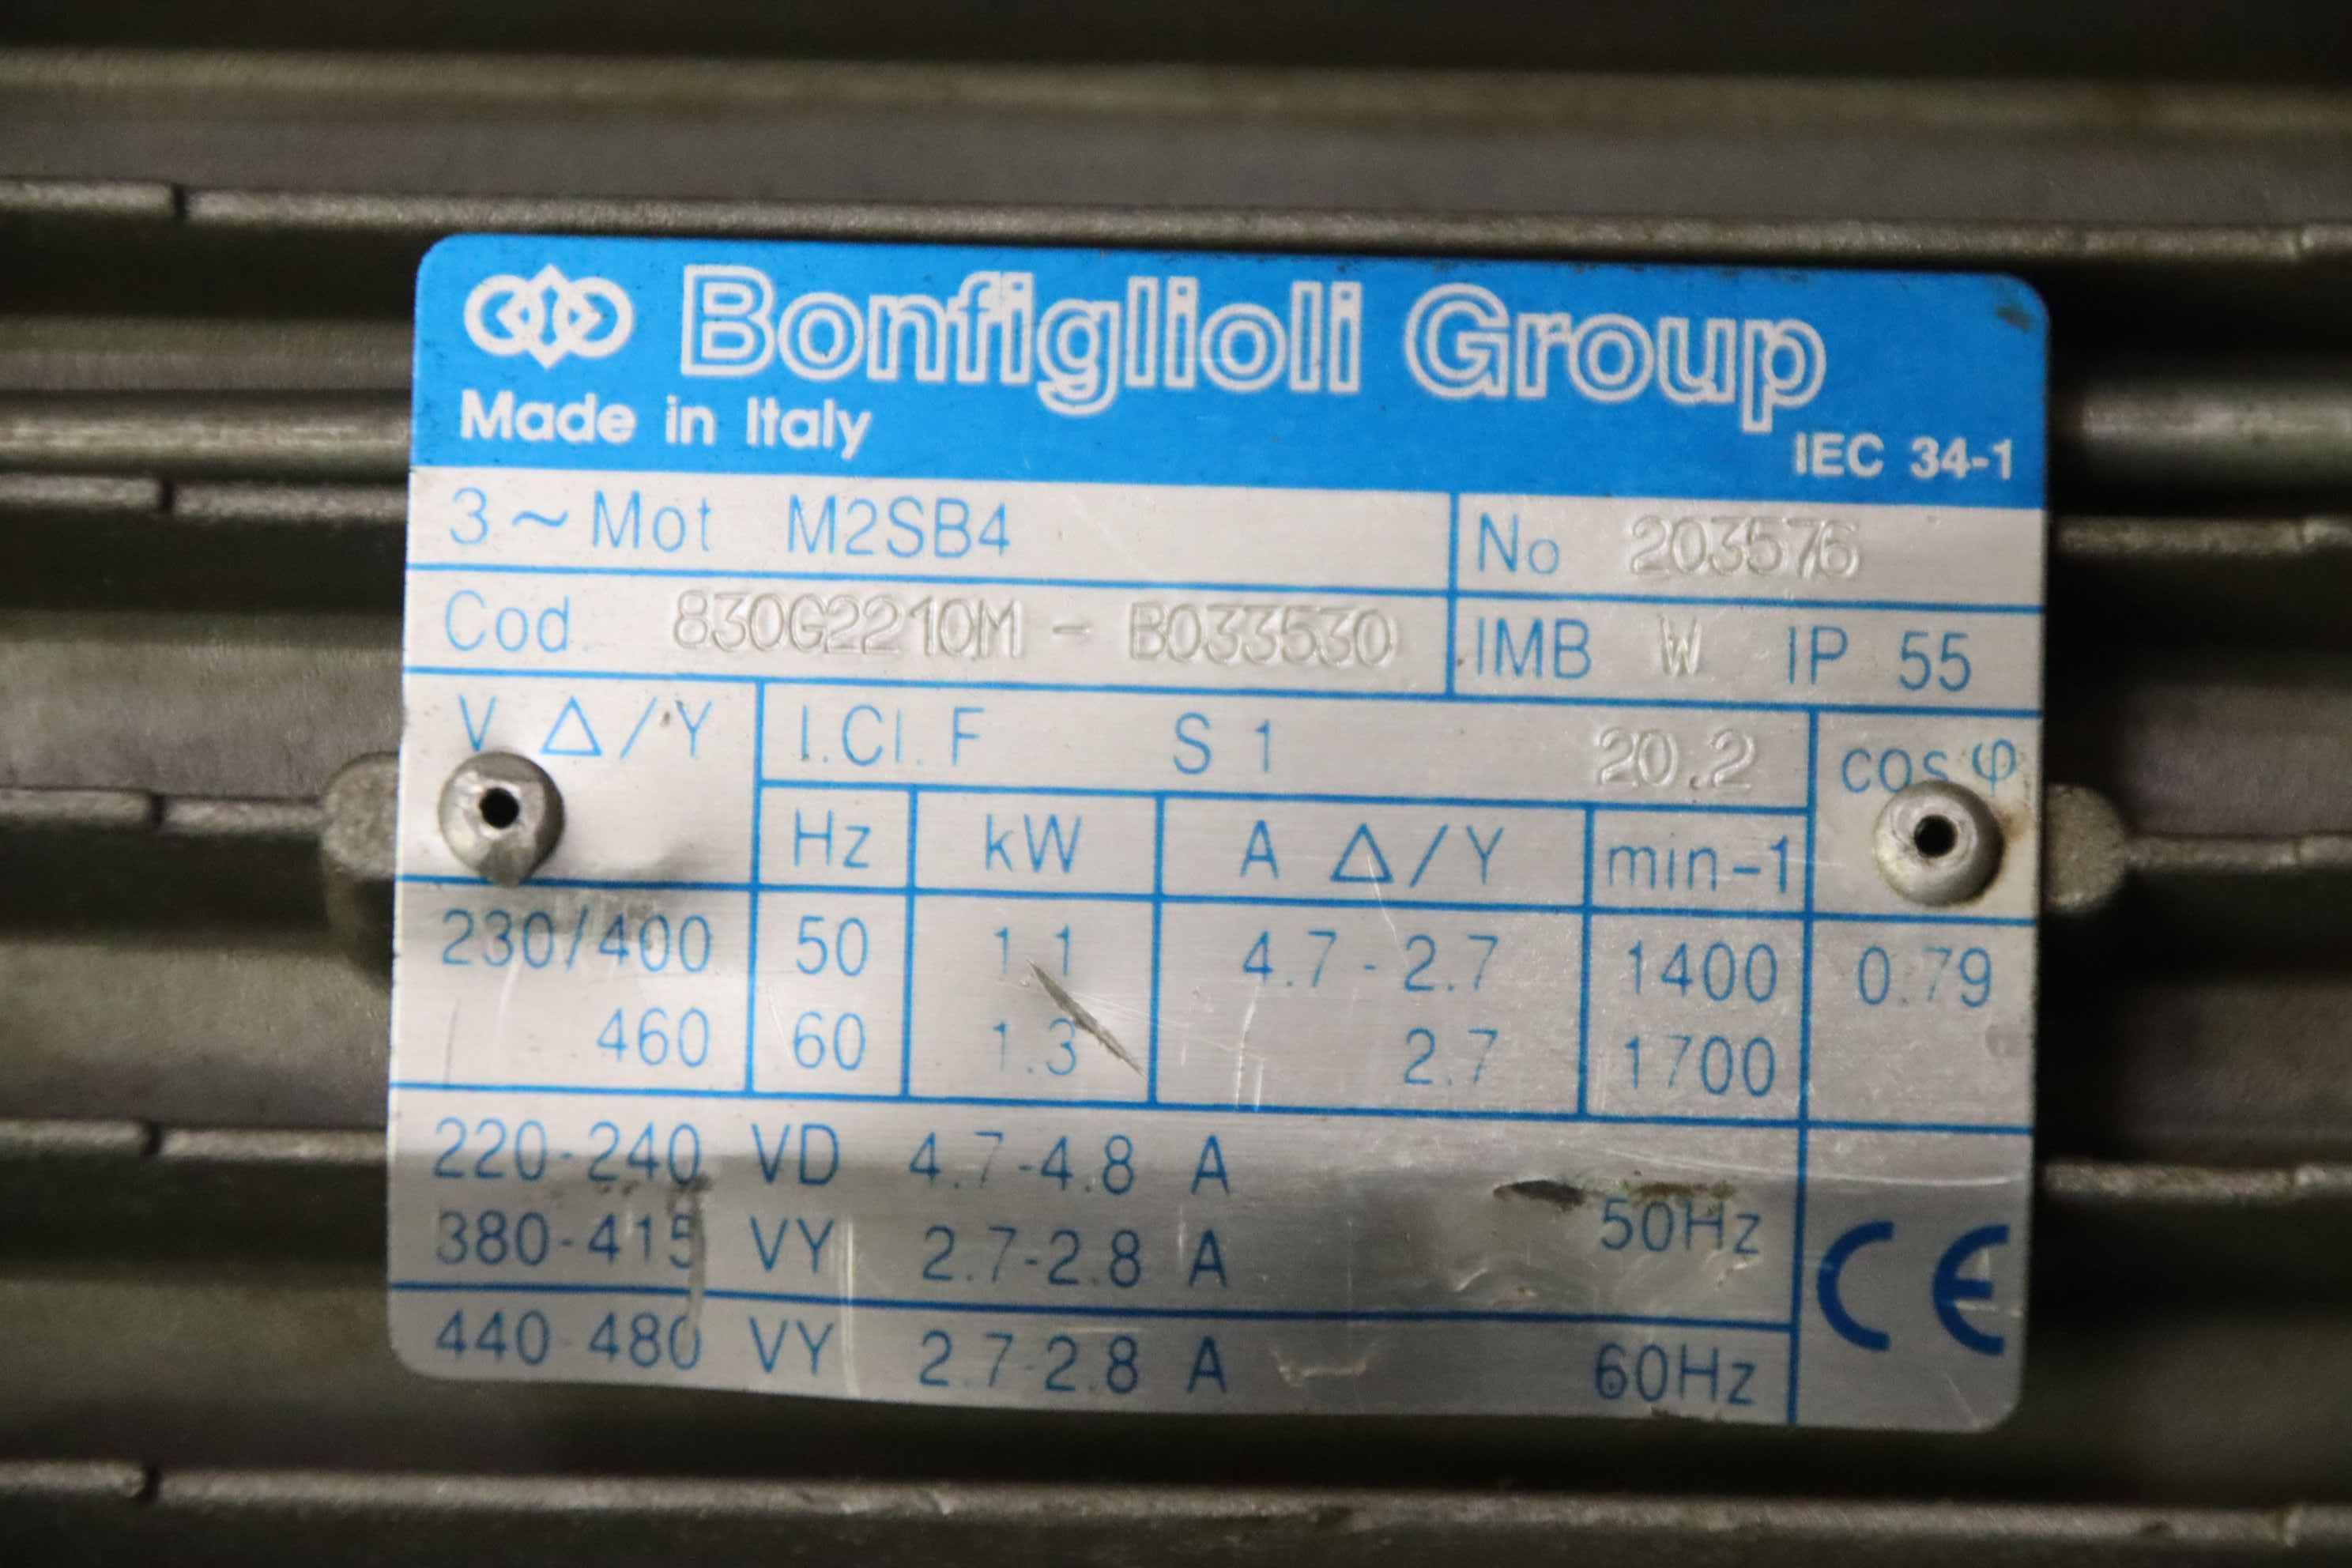 Bonfiglioli Group
Made in Italy
IEC 34-1
3~Mot M2SB4 No 203576
Cod 830G2210M - B033530 IMB W IP 55
V Δ/Y I.Cl. F S 1 20.2 cos φ
Hz kW A Δ/Y min-1
230/400 50 1.1 4.7-2.7 1400 0.79
460 60 1.3 2.7 1700
220-240 VD 4.7-4.8 A
380-415 VY 2.7-2.8 A 50Hz
440-480 VY 2.7-2.8 A 60Hz
CE